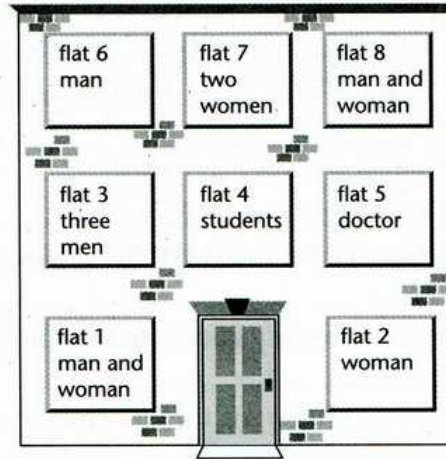 flat 6
man
flat 7
two
women
flat 8
man and
woman
flat 3
three
men
flat 4
students
flat 5
doctor
flat 1
man and
woman
flat 2
woman